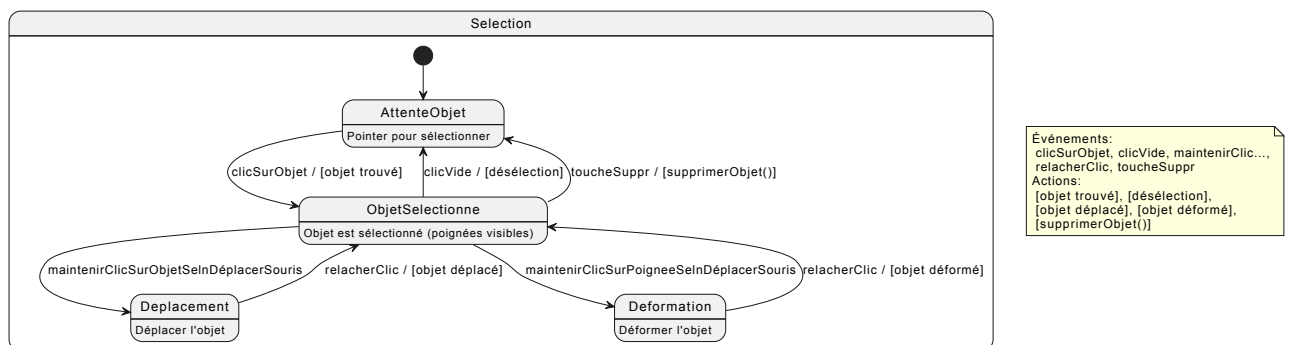 Selection
AttenteObjet
Pointer pour sélectionner
clicSurObjet / [objet trouvé]
clicVide / [désélection]
toucheSuppr / [supprimerObjet()]
ObjetSelectionne
Objet est sélectionné (poignées visibles)
maintenirClicSurObjetSelnDéplacerSouris
relacherClic / [objet déplacé]
maintenirClicSurPoigneeSelnDéplacerSouris
relacherClic / [objet déformé]
Deplacement
Déplacer l'objet
Deformation
Déformer l'objet
Événements:
clicSurObjet, clicVide, maintenirClic...,
relacherClic, toucheSuppr
Actions:
[objet trouvé], [désélection],
[objet déplacé], [objet déformé],
[supprimerObjet()]